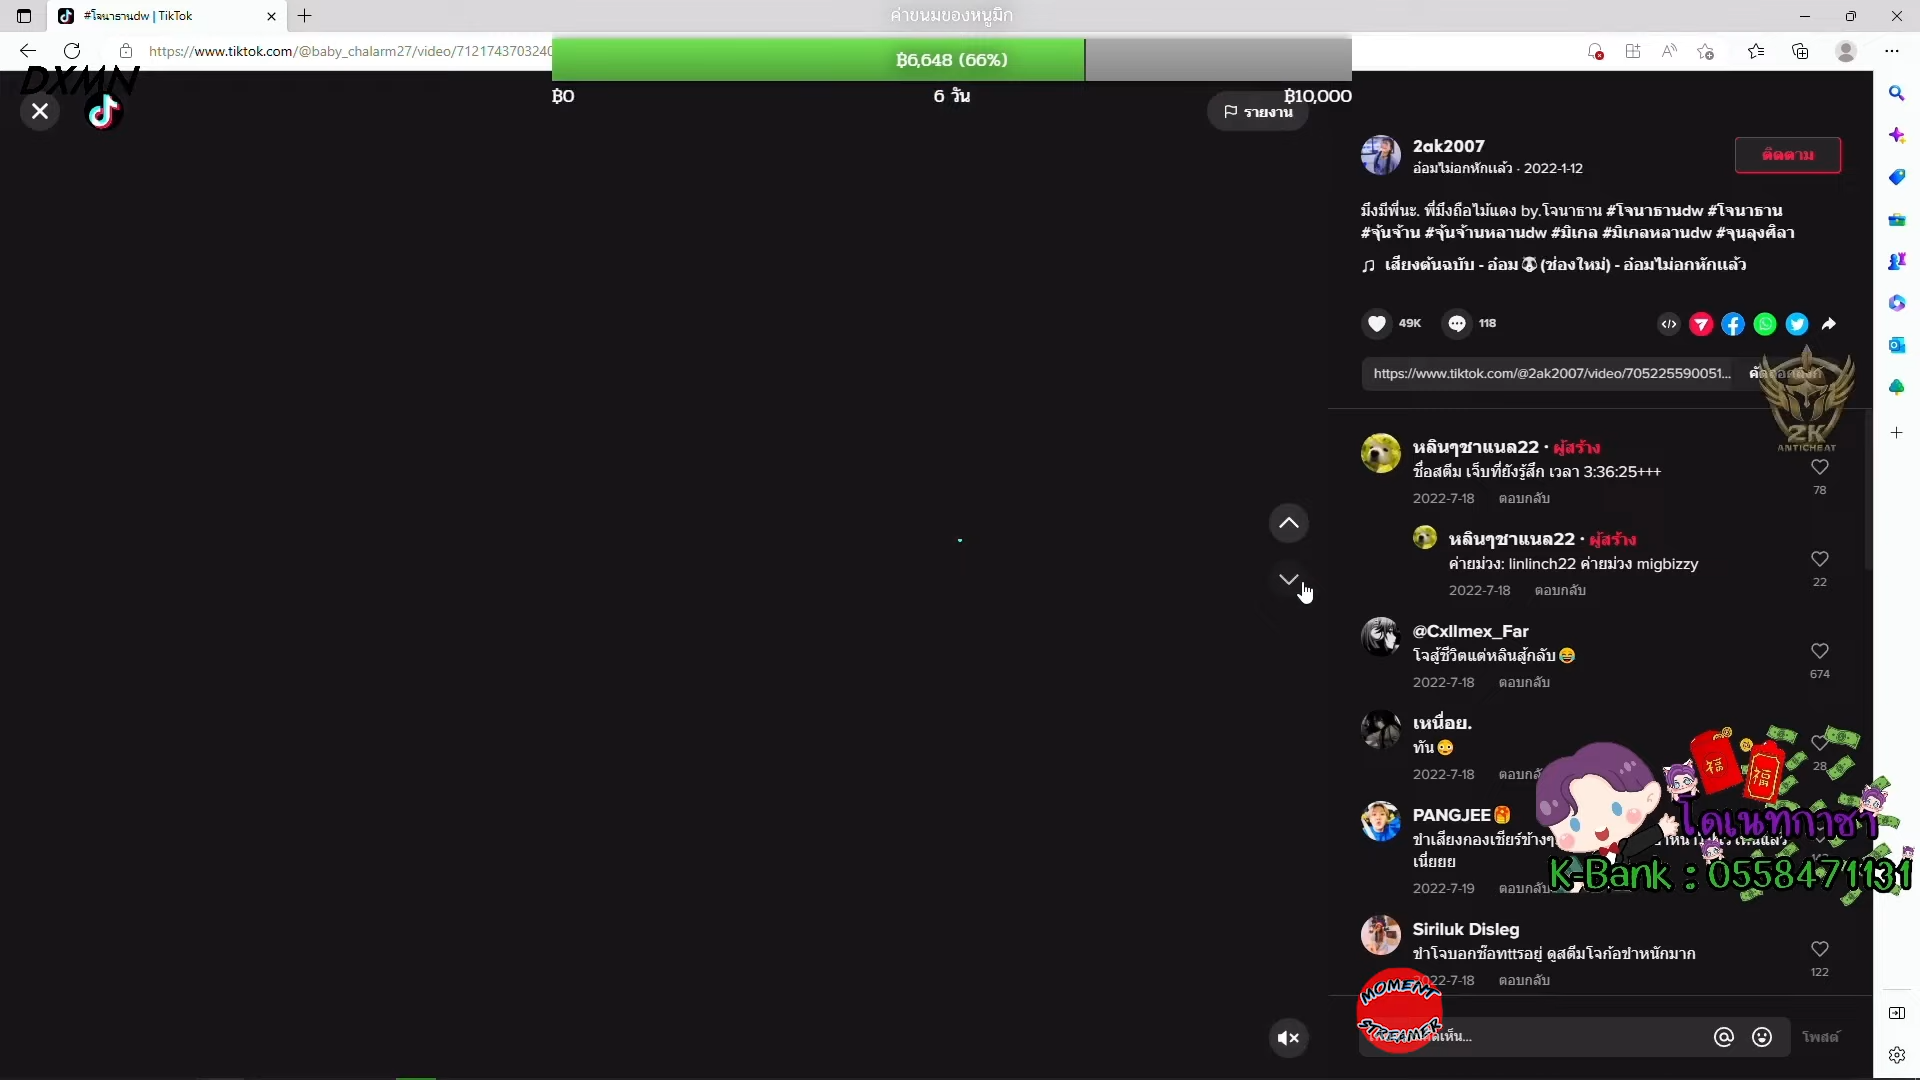 #โจนาธานdw | TikTok
ค่าขนมของหนูมิก
https://www.tiktok.com/@baby_chalarm27/video/7121743703240
฿6,648 (66%)
฿0
6 วัน
฿10,000
DXMN
รายงาน
2ak2007
อ๋อมไม่อกหักแล้ว · 2022-1-12
ติดตาม
มึงมีพี่นะ. พี่มึงถือไม้แดง by.โจนาธาน #โจนาธานdw #โจนาธาน
#จุ้นจ้าน #จุ้นจ้านหลานdw #มิเกล #มิเกลหลานdw #จุนลุงศิลา
เสียงต้นฉบับ - อ๋อม🐼(ช่องใหม่) - อ๋อมไม่อกหักแล้ว
49K
118
https://www.tiktok.com/@2ak2007/video/705225590051...
2K
ANTICHEAT
หลินๆชาแนล22 · ผู้สร้าง
ชื่อสตีม เจ็บที่ยังรู้สึก เวลา 3:36:25+++
2022-7-18 ตอบกลับ
78
หลินๆชาแนล22 · ผู้สร้าง
ค่ายม่วง: linlinch22 ค่ายม่วง migbizzy
2022-7-18 ตอบกลับ
22
@Cxllmex_Far
โจสู้ชีวิตแต่หลินสู้กลับ😂
2022-7-18 ตอบกลับ
674
เหนื่อย.
ทัน😳
2022-7-18
28
PANGJEE
ขำเสียงกองเชียร์ข้างๆ
เนี่ยยย
2022-7-19 ตอบกลับ
福
福
โดเนทกาชา
K-Bank : 0558471131
Siriluk Disleg
ขำโจบอกช๊อทttรอยู่ ดูสตีมโจก้อขำหนักมาก
2022-7-18 ตอบกลับ
122
MOMENT
STREAMER
โพสต์